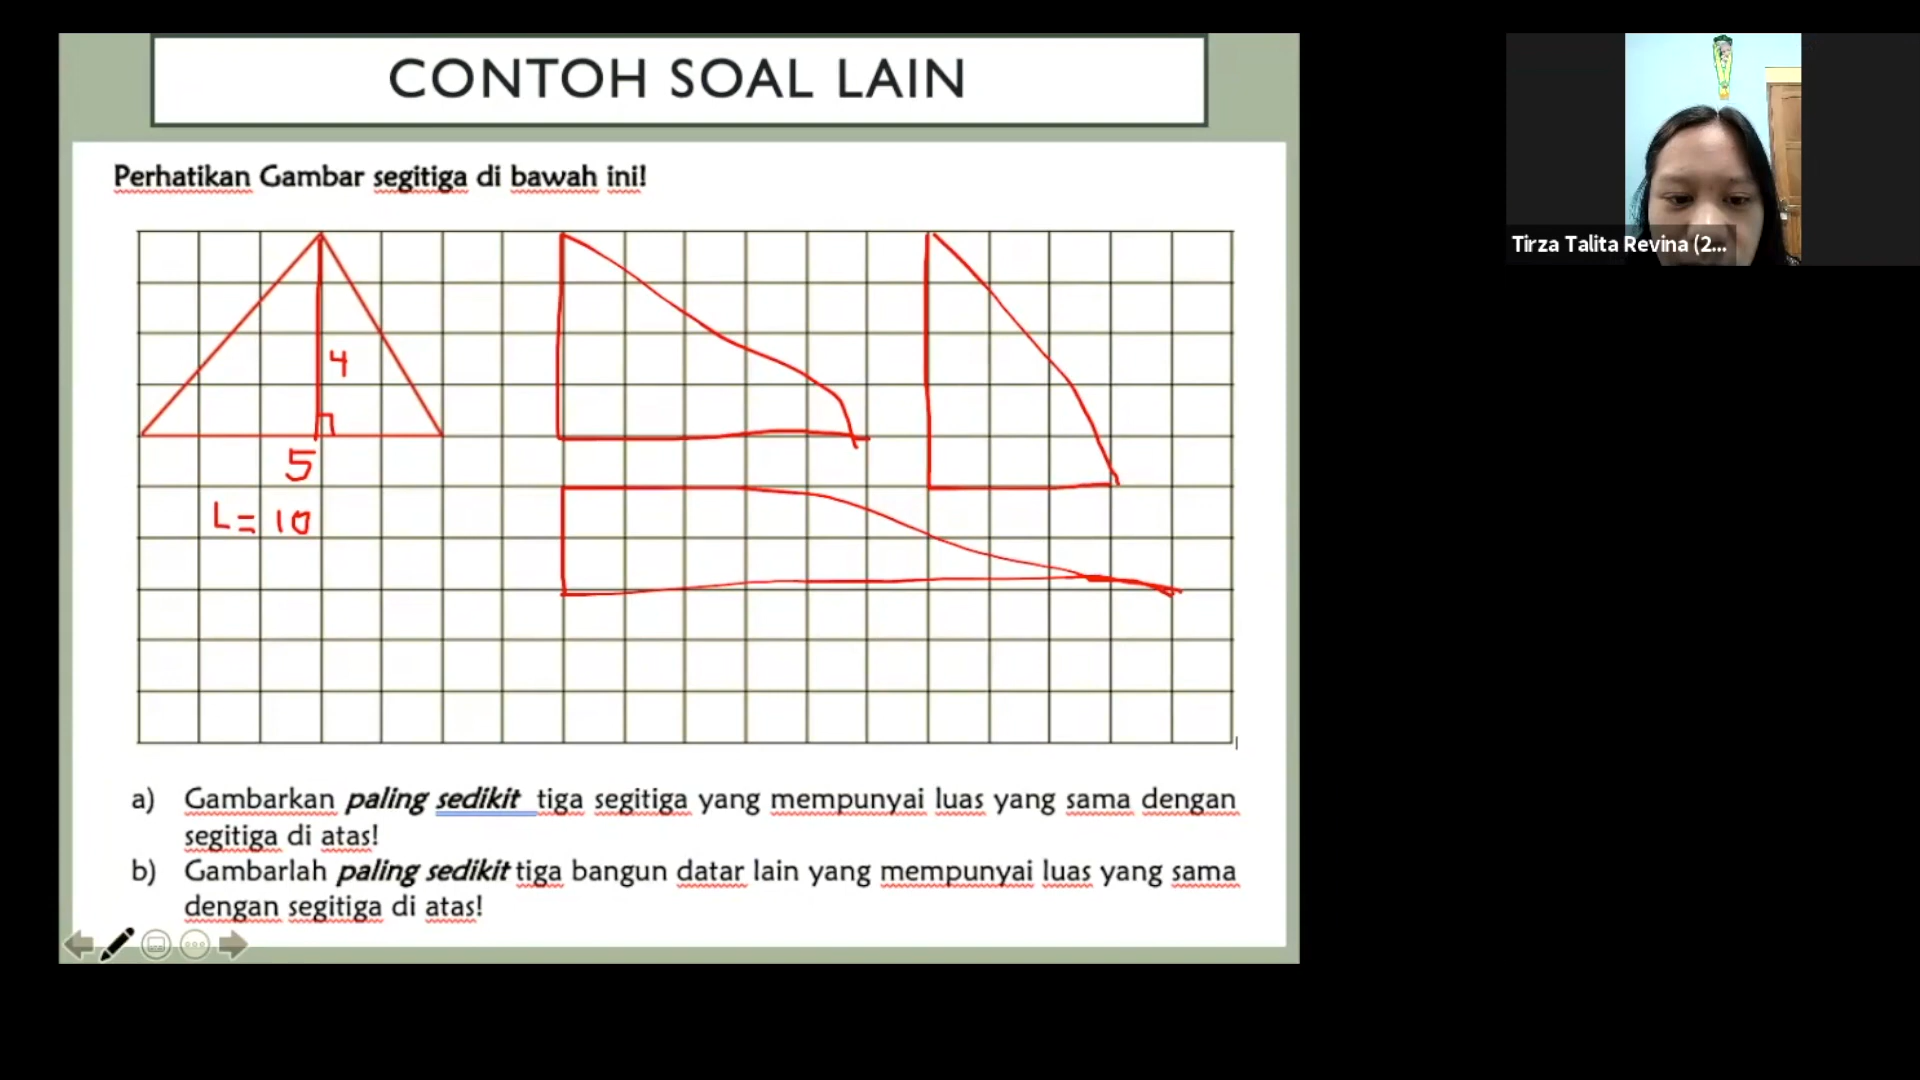 CONTOH SOAL LAIN
Perhatikan Gambar segitiga di bawah ini!
4
5
L = 10
a) Gambarkan paling sedikit tiga segitiga yang mempunyai luas yang sama dengan
segitiga di atas!
b) Gambarlah paling sedikit tiga bangun datar lain yang mempunyai luas yang sama
dengan segitiga di atas!
Tirza Talita Revina (2...